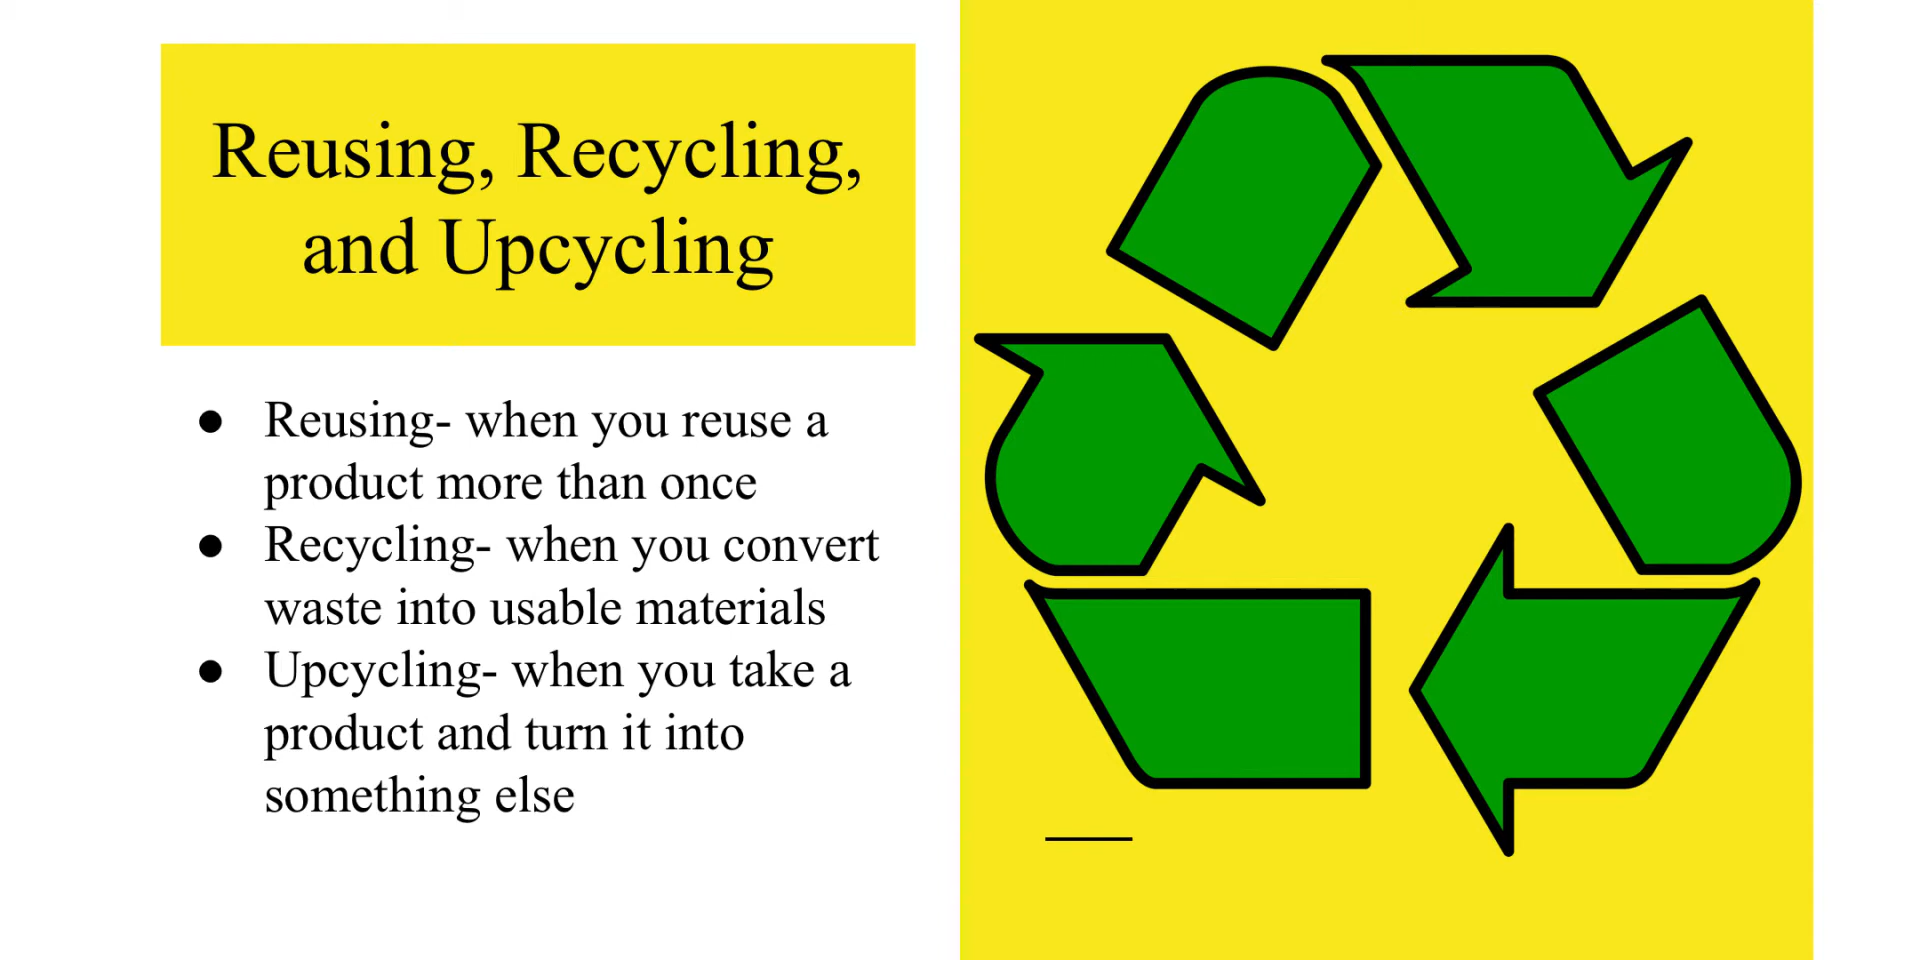 Reusing, Recycling,
and Upcycling
● Reusing- when you reuse a
product more than once
● Recycling- when you convert
waste into usable materials
● Upcycling- when you take a
product and turn it into
something else